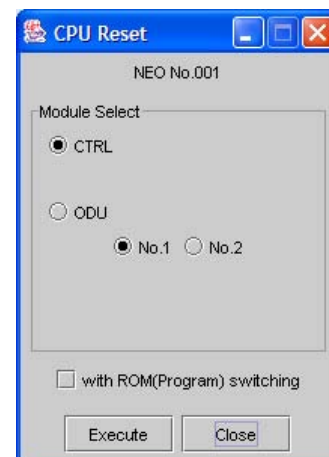 CPU Reset
NEO No.001
Module Select
CTRL
ODU
No.1 No.2
with ROM(Program) switching
Execute Close